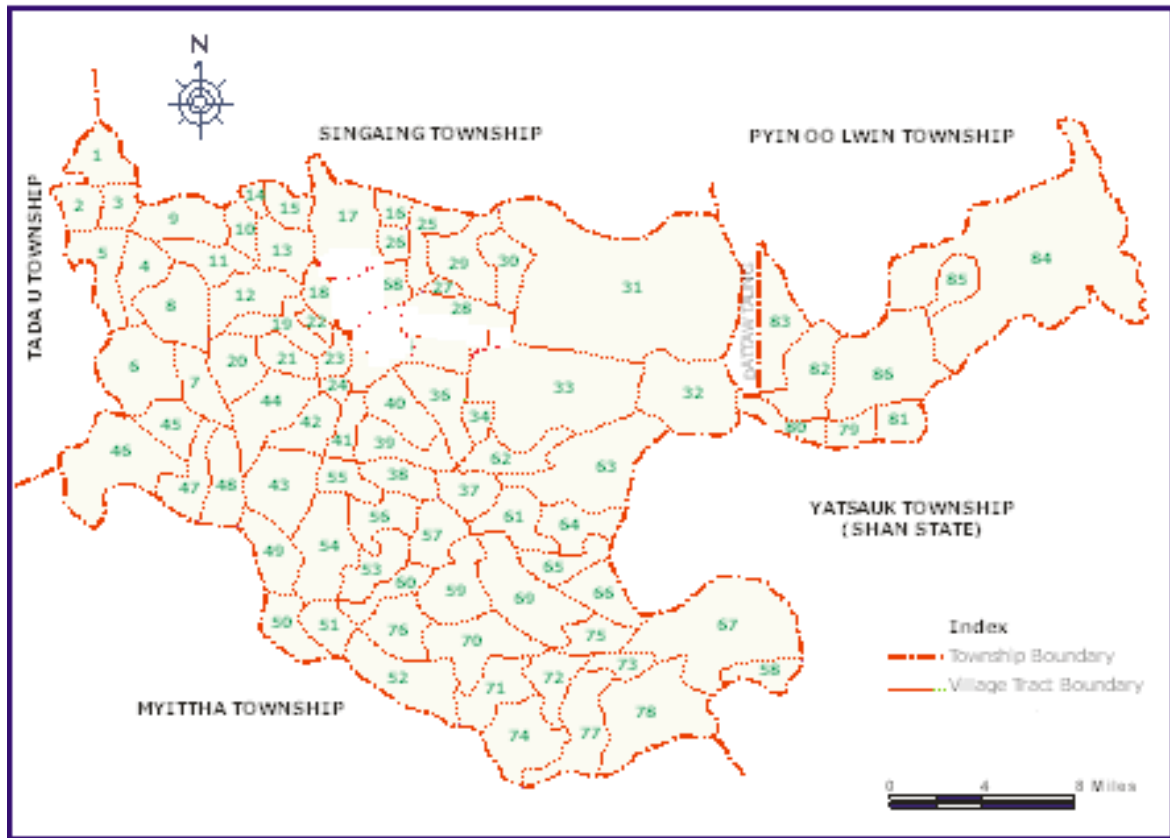 N
SINGAING TOWNSHIP
PYIN OO LWIN TOWNSHIP
TADA U TOWNSHIP
DATTAW TAUNG
YATSAUK TOWNSHIP
(SHAN STATE)
MYITTHA TOWNSHIP
Index
Township Boundary
Village Tract Boundary
0 4 8 Miles
1
2 3 9 14 15 17 16 25
10 26
5 4 11 13 29 30 31 84
8 12 18 68 27 28 85
19 22 83
6 7 20 21 23 33 82 86
24 32
44 40 36 34
45 42 41 39 80 79 81
46 62 63
47 48 43 55 38 37
56 61 64
49 54 57
53 60 59 65 66
50 51 76 69 75 67
70
52 71 72 73 58
74 77 78